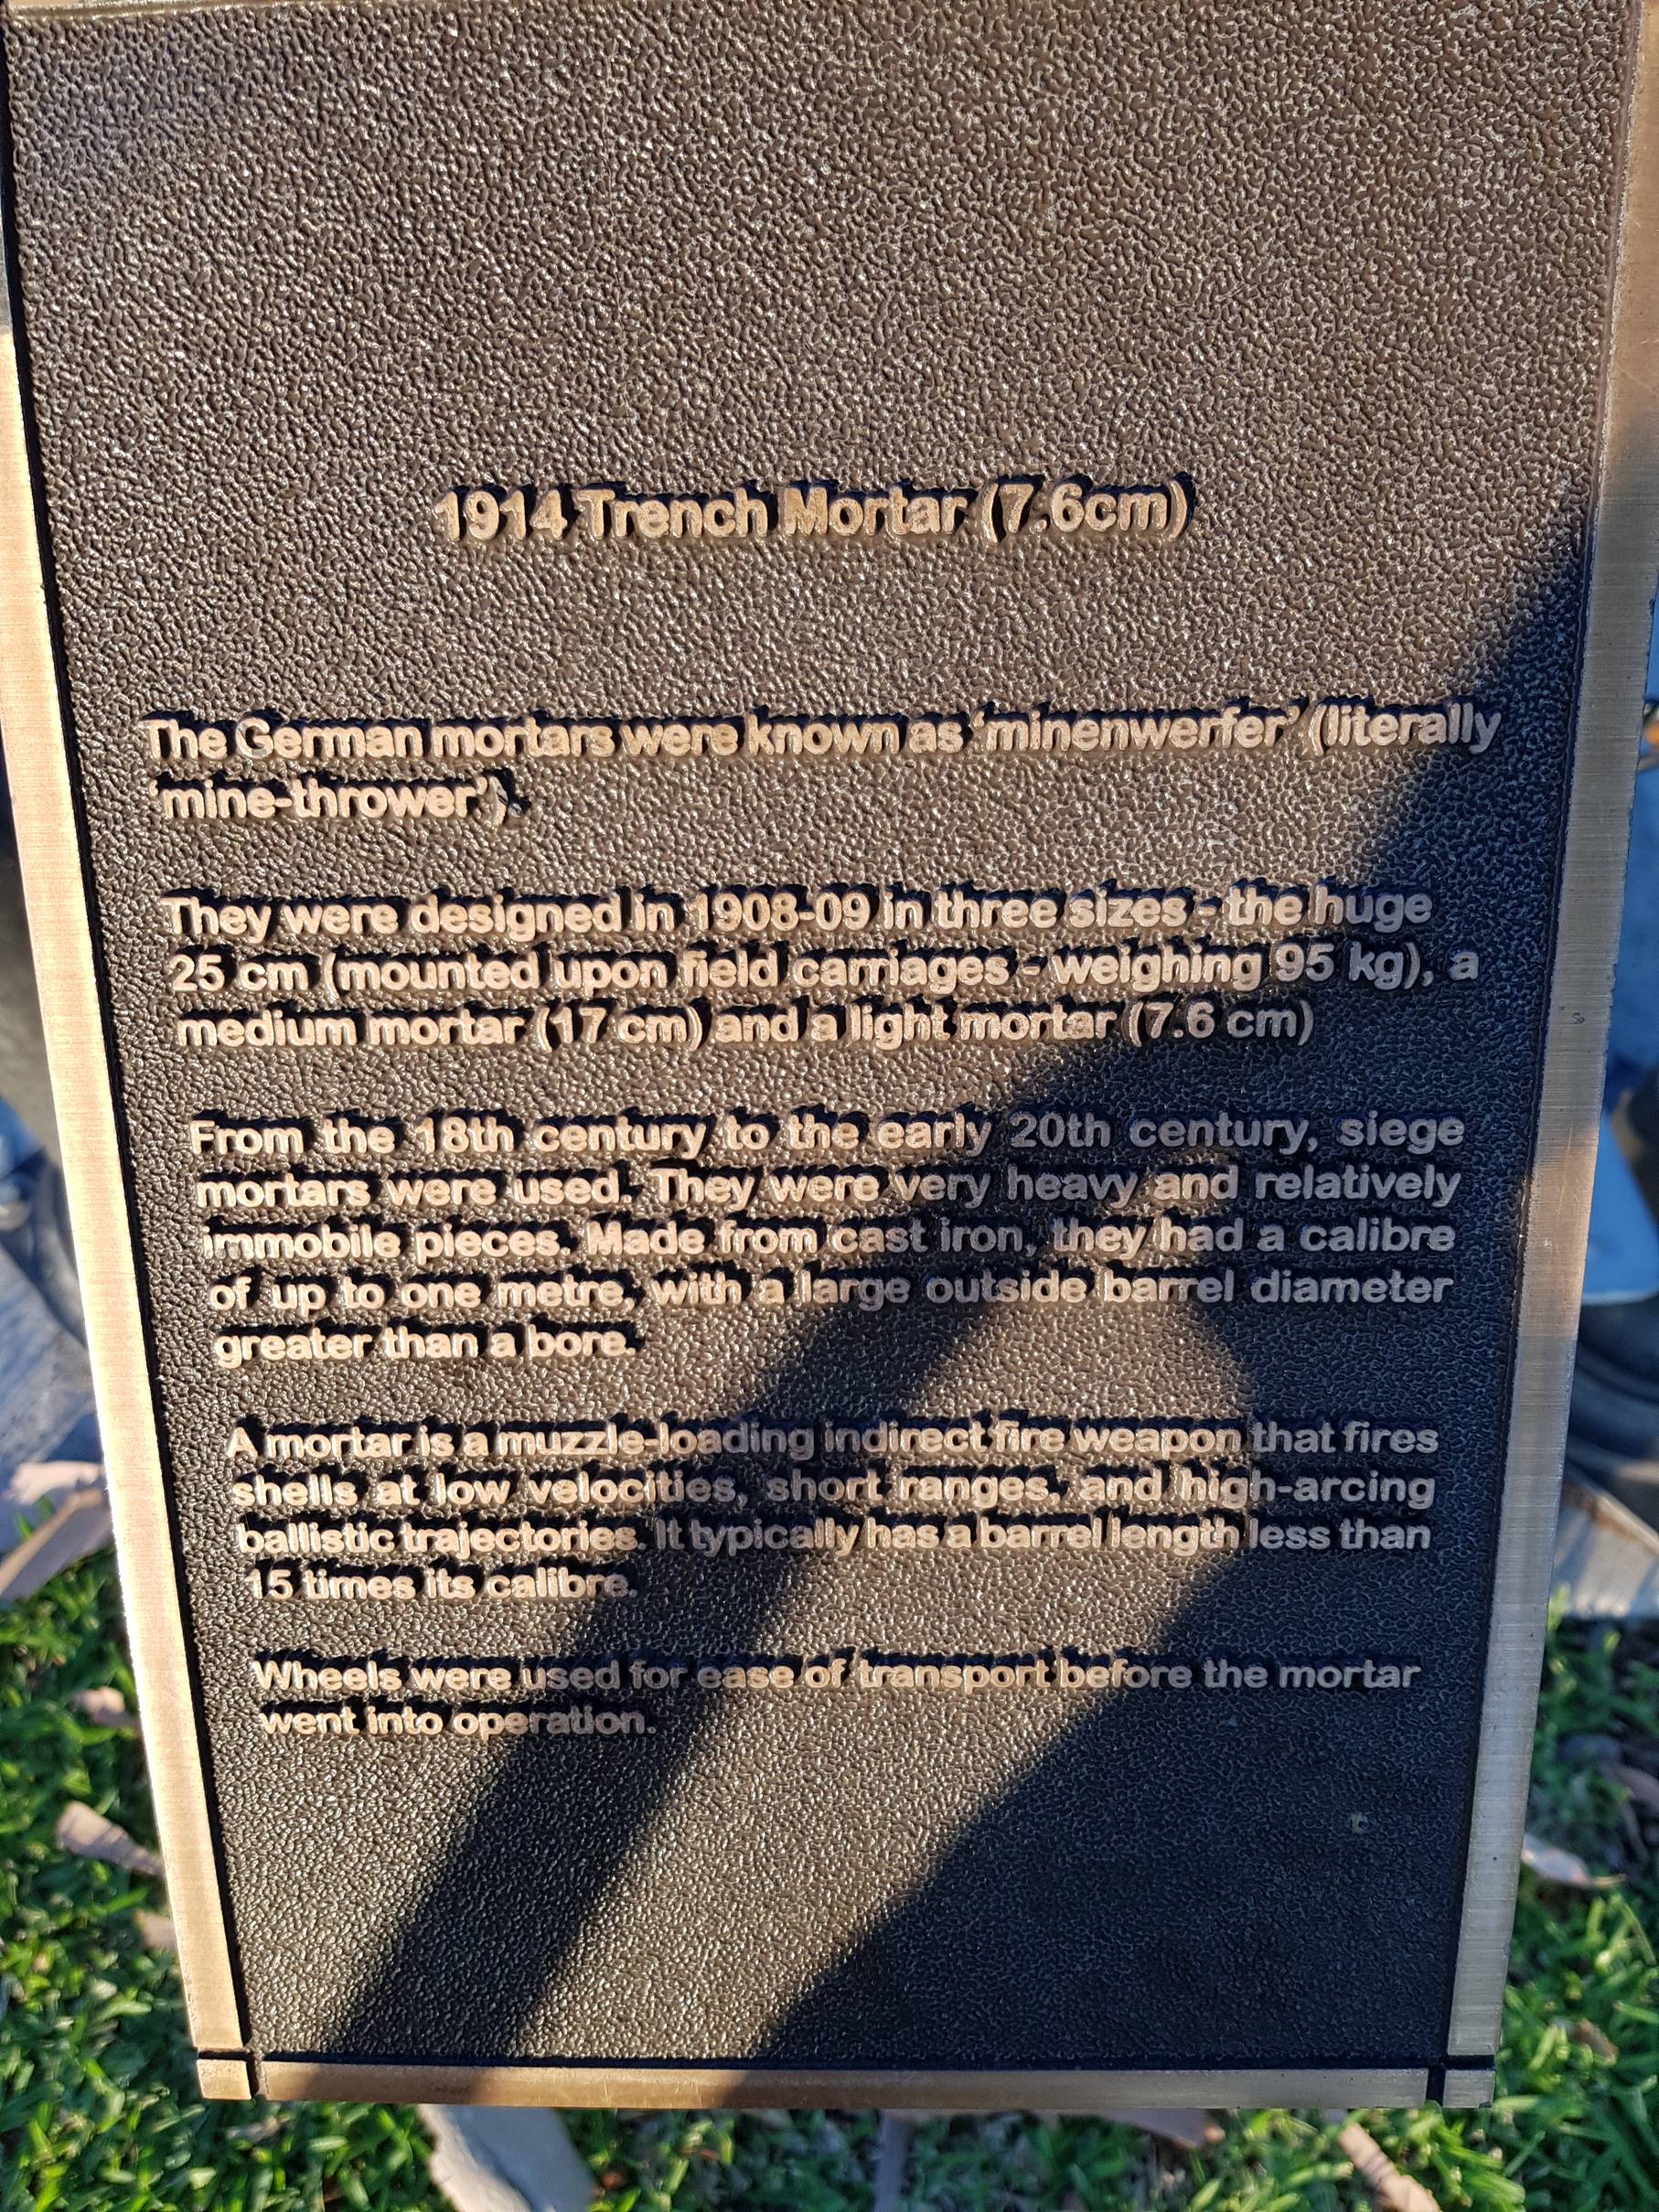 1914 Trench Mortar (7.6cm)
The German mortars were known as ‘minenwerfer’ (literally
‘mine-thrower’).
They were designed in 1908-09 in three sizes - the huge
25 cm (mounted upon field carriages - weighing 95 kg), a
medium mortar (17 cm) and a light mortar (7.6 cm)
From the 18th century to the early 20th century, siege
mortars were used. They were very heavy and relatively
immobile pieces. Made from cast iron, they had a calibre
of up to one metre, with a large outside barrel diameter
greater than a bore.
A mortar is a muzzle-loading indirect fire weapon that fires
shells at low velocities, short ranges, and high-arcing
ballistic trajectories. It typically has a barrel length less than
15 times its calibre.
Wheels were used for ease of transport before the mortar
went into operation.